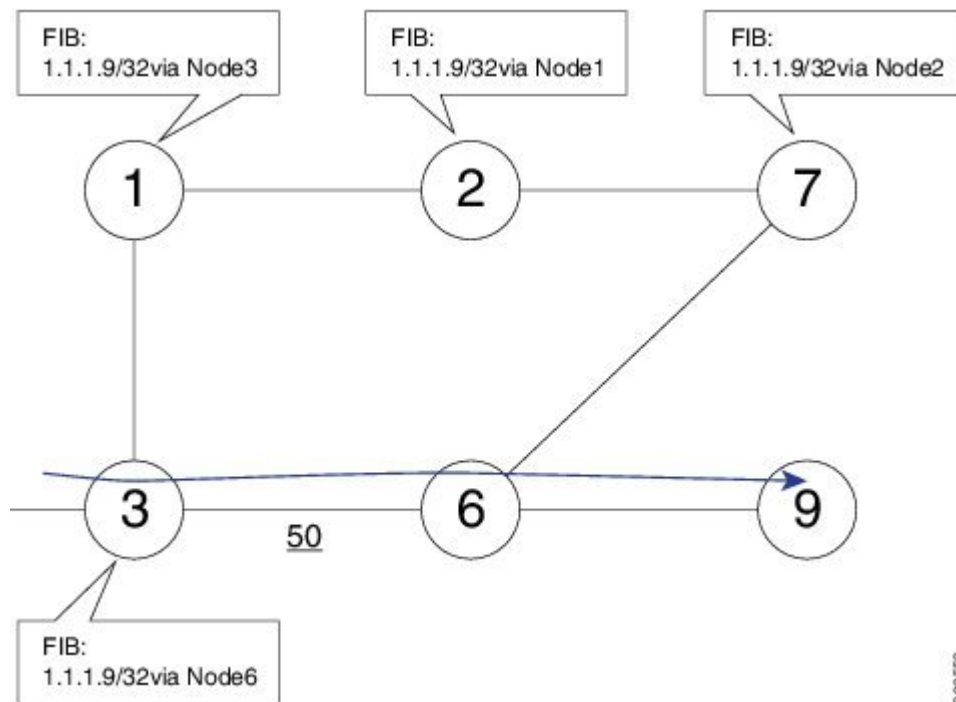 FIB:
1.1.1.9/32via Node3
FIB:
1.1.1.9/32via Node1
FIB:
1.1.1.9/32via Node2
1
2
7
3
6
9
50
FIB:
1.1.1.9/32via Node6